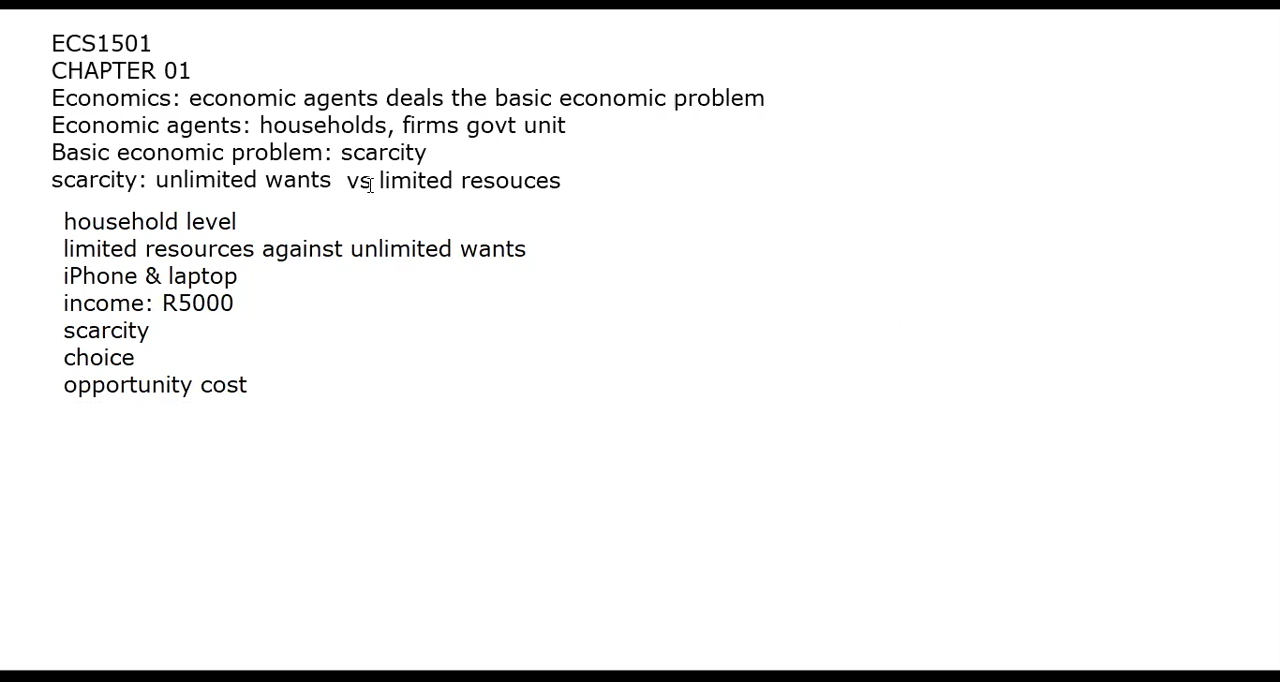 ECS1501
CHAPTER 01
Economics: economic agents deals the basic economic problem
Economic agents: households, firms govt unit
Basic economic problem: scarcity
scarcity: unlimited wants vs limited resouces
household level
limited resources against unlimited wants
iPhone & laptop
income: R5000
scarcity
choice
opportunity cost